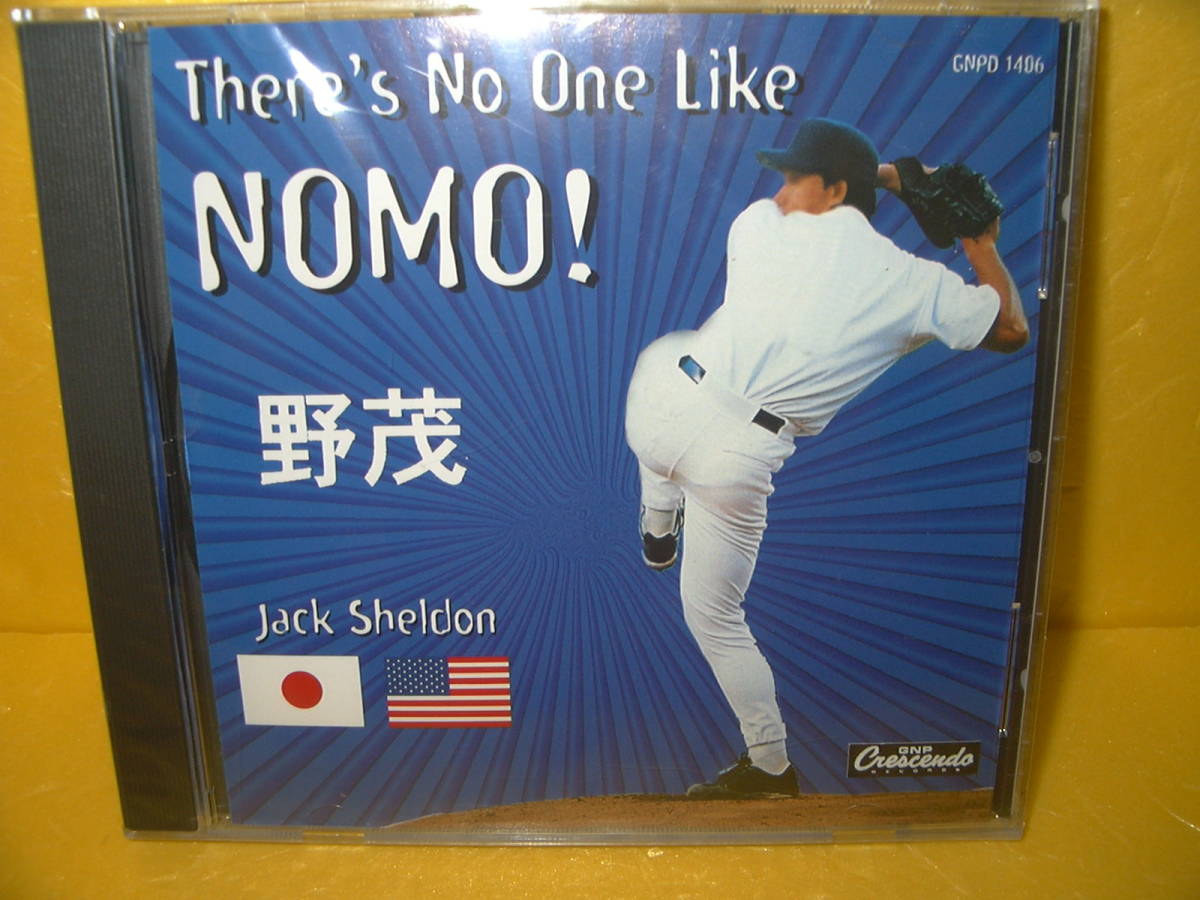 There's No One Like
GNPD 1406
NOMO!
野茂
Jack Sheldon
GNP
Crescendo
RECORDS